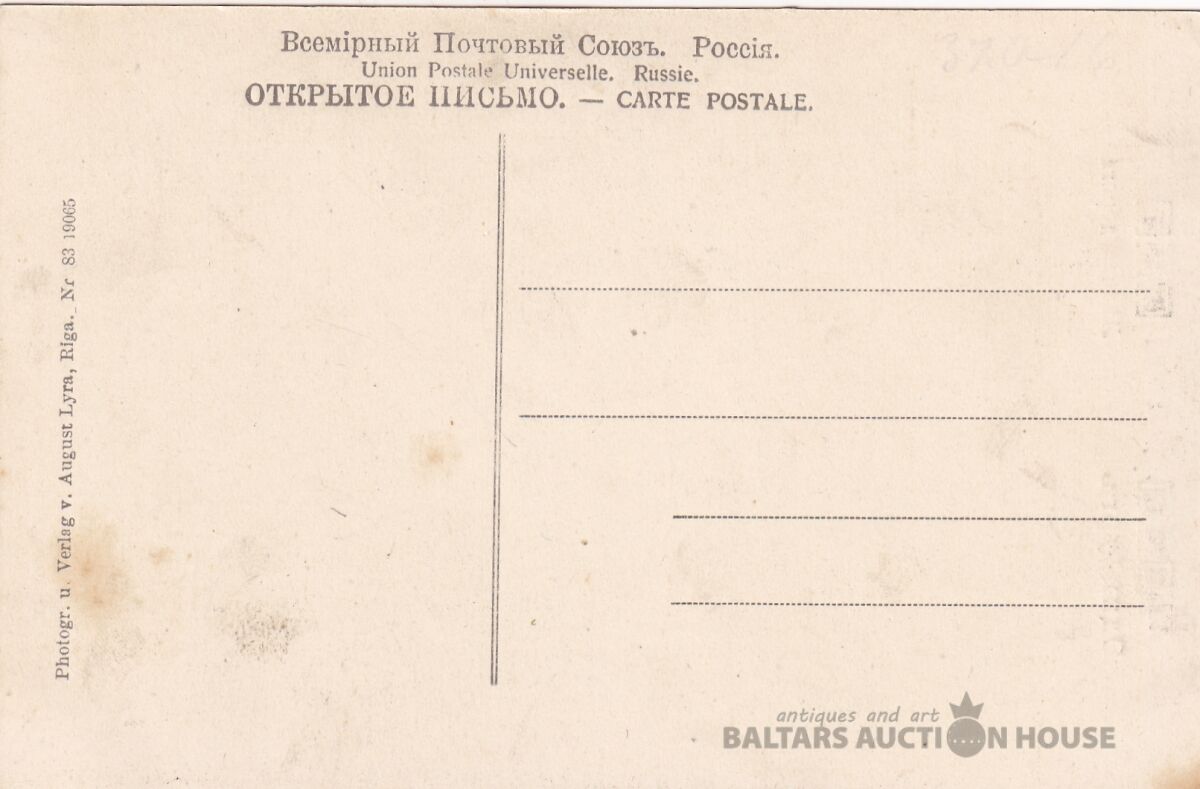 Всемірный Почтовый Союзъ. Россія.
Union Postale Universelle. Russie.
ОТКРЫТОЕ ПИСЬМО. — CARTE POSTALE.
Photogr. u. Verlag v. August Lyra, Riga. Nr 83 19065
antiques and art
BALTARS AUCTION HOUSE